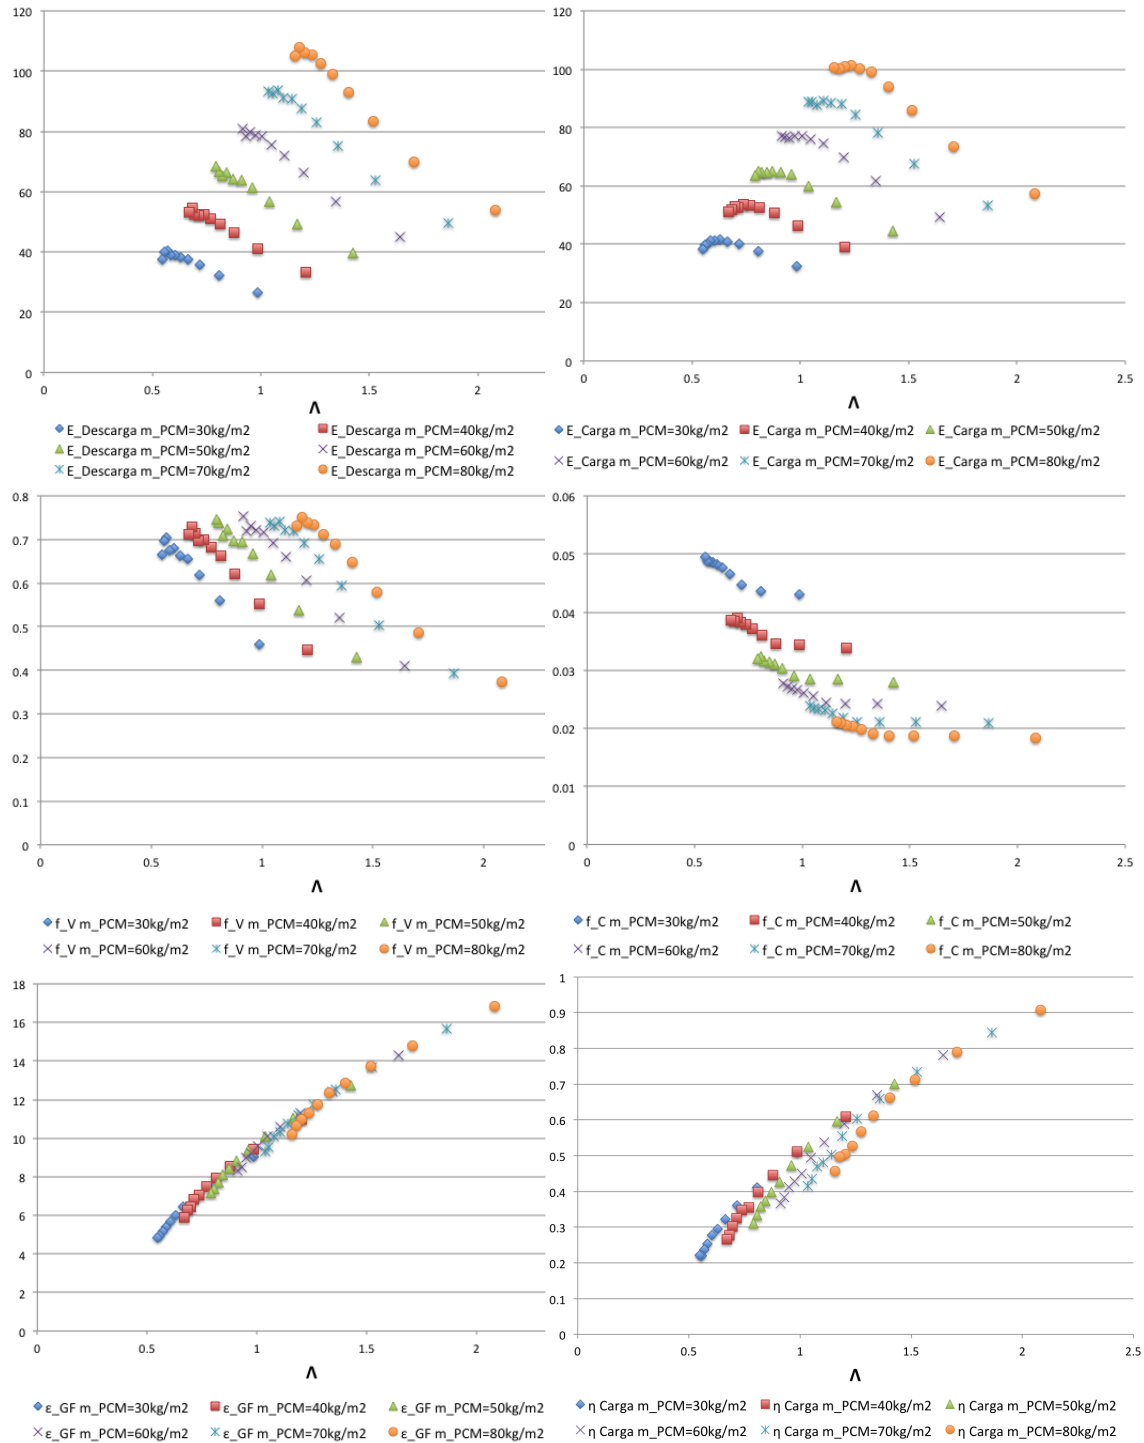 120
100
80
60
40
20
0
0 0.5 1 1.5 2
Λ
E_Descarga m_PCM=30kg/m2 E_Descarga m_PCM=40kg/m2
E_Descarga m_PCM=50kg/m2 E_Descarga m_PCM=60kg/m2
E_Descarga m_PCM=70kg/m2 E_Descarga m_PCM=80kg/m2
120
100
80
60
40
20
0
0 0.5 1 1.5 2 2.5
Λ
E_Carga m_PCM=30kg/m2 E_Carga m_PCM=40kg/m2 E_Carga m_PCM=50kg/m2
E_Carga m_PCM=60kg/m2 E_Carga m_PCM=70kg/m2 E_Carga m_PCM=80kg/m2
0.8
0.7
0.6
0.5
0.4
0.3
0.2
0.1
0
0 0.5 1 1.5 2
Λ
f_V m_PCM=30kg/m2 f_V m_PCM=40kg/m2 f_V m_PCM=50kg/m2
f_V m_PCM=60kg/m2 f_V m_PCM=70kg/m2 f_V m_PCM=80kg/m2
0.06
0.05
0.04
0.03
0.02
0.01
0
0 0.5 1 1.5 2 2.5
Λ
f_C m_PCM=30kg/m2 f_C m_PCM=40kg/m2 f_C m_PCM=50kg/m2
f_C m_PCM=60kg/m2 f_C m_PCM=70kg/m2 f_C m_PCM=80kg/m2
18
16
14
12
10
8
6
4
2
0
0 0.5 1 1.5 2
Λ
ε_GF m_PCM=30kg/m2 ε_GF m_PCM=40kg/m2 ε_GF m_PCM=50kg/m2
ε_GF m_PCM=60kg/m2 ε_GF m_PCM=70kg/m2 ε_GF m_PCM=80kg/m2
1
0.9
0.8
0.7
0.6
0.5
0.4
0.3
0.2
0.1
0
0 0.5 1 1.5 2 2.5
Λ
η Carga m_PCM=30kg/m2 η Carga m_PCM=40kg/m2 η Carga m_PCM=50kg/m2
η Carga m_PCM=60kg/m2 η Carga m_PCM=70kg/m2 η Carga m_PCM=80kg/m2